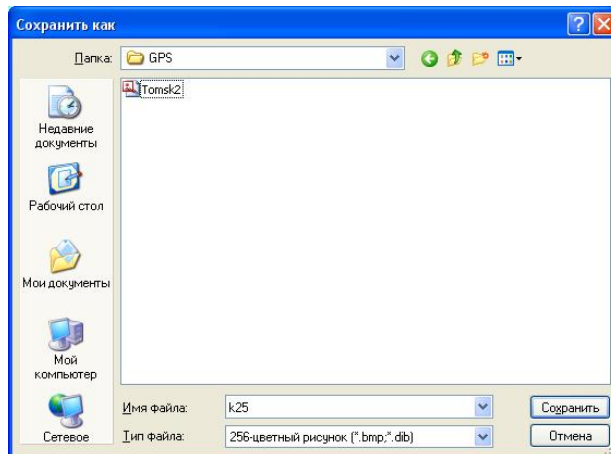 Сохранить как
Папка: GPS
Tomsk2
Недавние
документы
Рабочий стол
Мои документы
Мой
компьютер
Сетевое
Имя файла: k25 Сохранить
Тип файла: 256-цветный рисунок (*.bmp;*.dib) Отмена